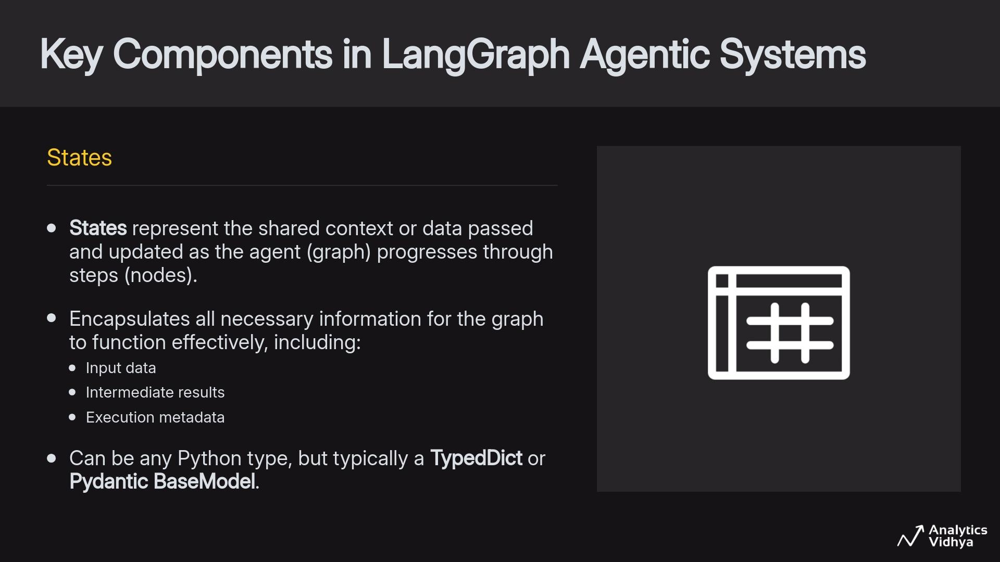 Key Components in LangGraph Agentic Systems
States
States represent the shared context or data passed
and updated as the agent (graph) progresses through
steps (nodes).
Encapsulates all necessary information for the graph
to function effectively, including:
Input data
Intermediate results
Execution metadata
Can be any Python type, but typically a TypedDict or
Pydantic BaseModel.
Analytics
Vidhya